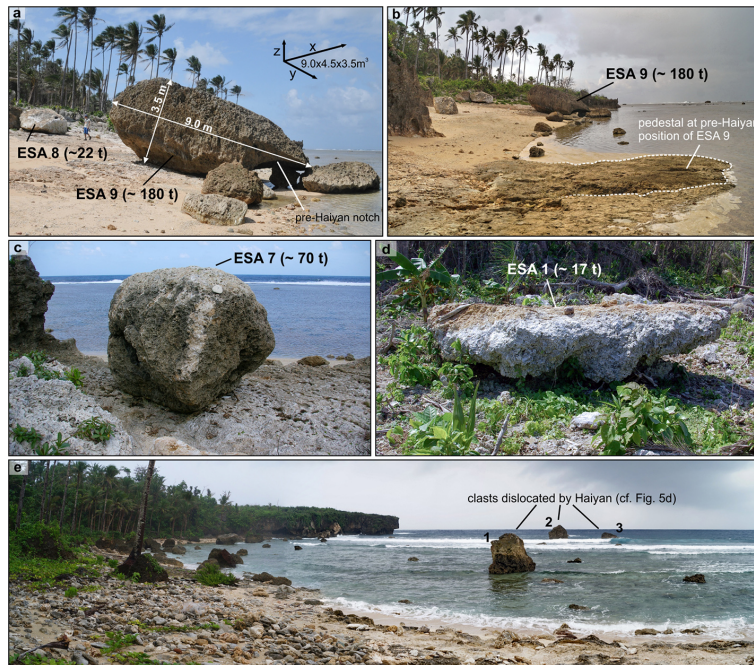 a
z
x
y
9.0x4.5x3.5m³
3.5 m
9.0 m
ESA 8 (~22 t)
ESA 9 (~ 180 t)
pre-Haiyan notch
b
ESA 9 (~ 180 t)
pedestal at pre-Haiyan
position of ESA 9
c
ESA 7 (~ 70 t)
d
ESA 1 (~ 17 t)
e
clasts dislocated by Haiyan (cf. Fig. 5d)
1
2
3